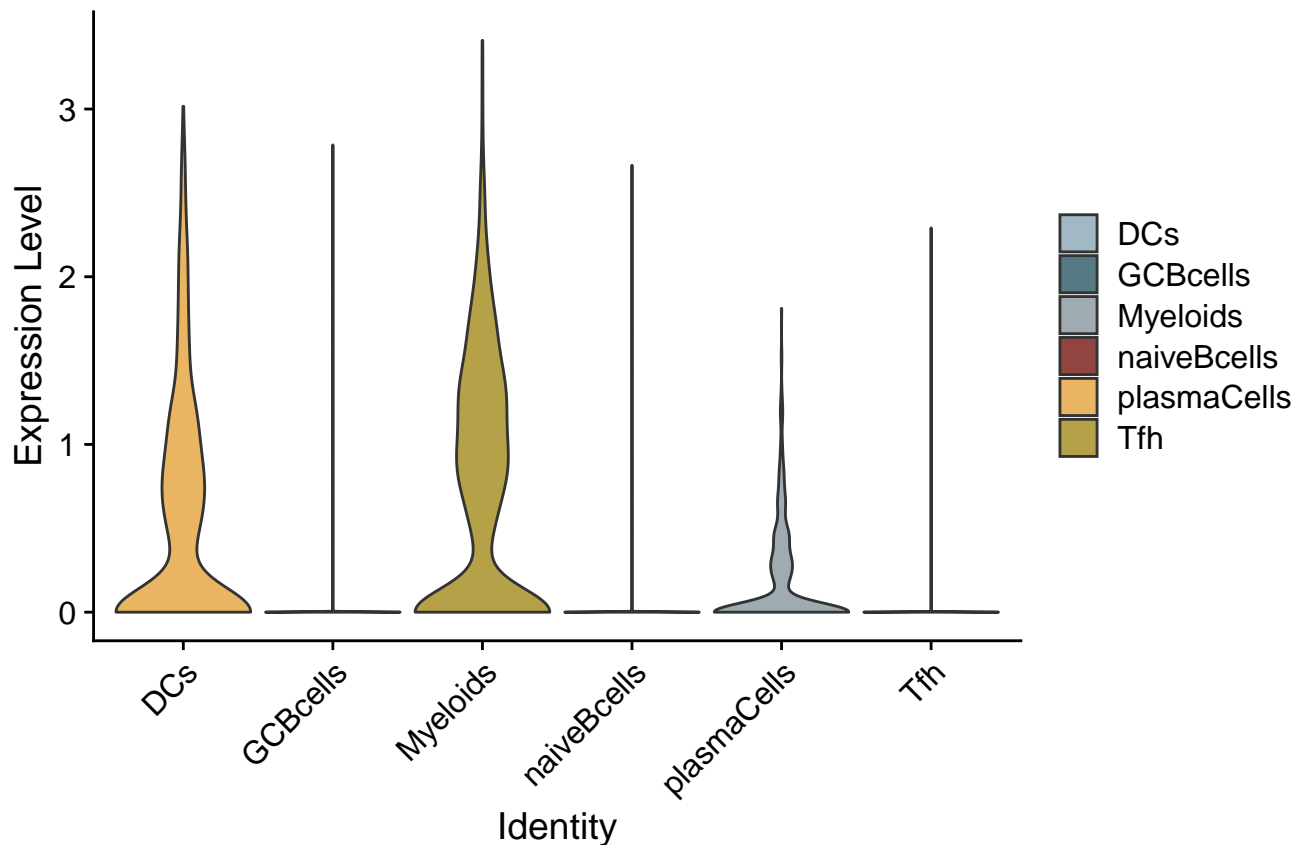 Expression Level
3
2
1
0
DCs
GCBcells
Myeloids
naiveBcells
plasmaCells
Tfh
Identity
DCs
GCBcells
Myeloids
naiveBcells
plasmaCells
Tfh